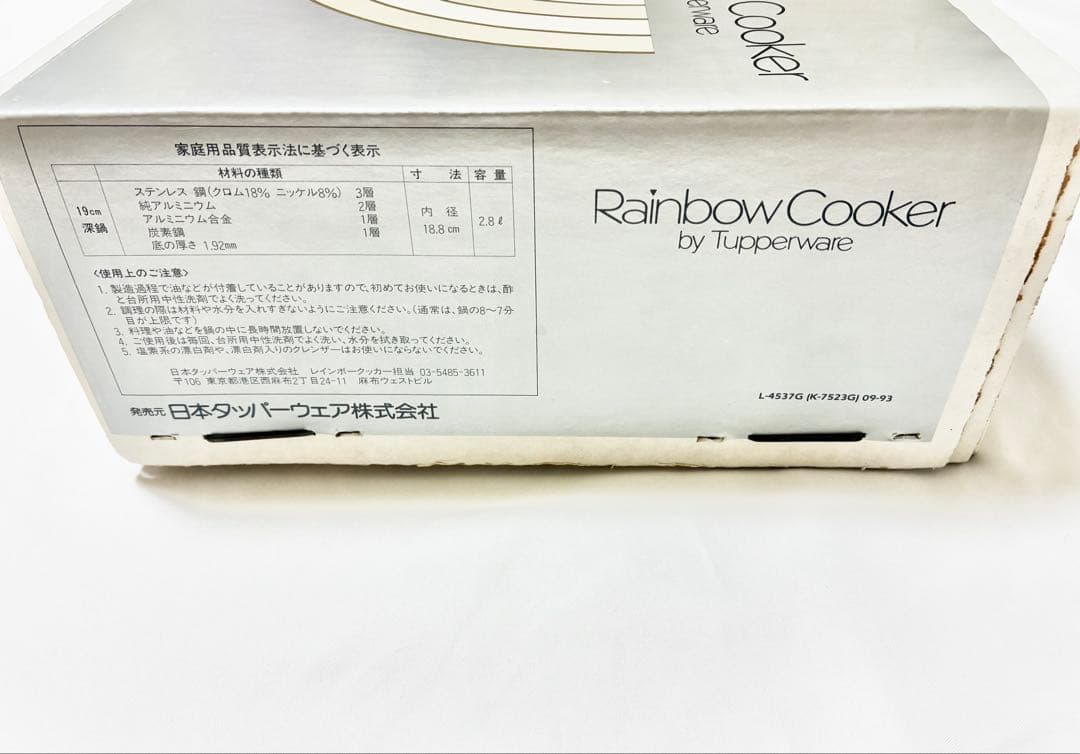 Cooker
erware
家庭用品質表示法に基づく表示
材料の種類 寸 法 容 量
19cm 深鍋
ステンレス 鋼(クロム18% ニッケル8%) 3層
純アルミニウム 2層
アルミニウム合金 1層
炭素鋼 1層
底の厚さ 1.92mm
内 径
18.8 cm
2.8ℓ
〈使用上のご注意〉
1. 製造過程で油などが付着していることがありますので、初めてお使いになるときは、酢
と台所用中性洗剤でよく洗ってください。
2. 調理の際は材料や水分を入れすぎないようにご注意ください。(通常は、鍋の6〜7分
目が上限です)
3. 料理や油などを鍋の中に長時間放置しないでください。
4. ご使用後は毎回、台所用中性洗剤でよく洗い、水分を拭き取ってください。
5. 塩素系の漂白剤や、漂白剤入りのクレンザーはお使いにならないでください。
日本タッパーウェア株式会社 レインボークッカー担当 03-5485-3611
〒106 東京都港区西麻布2丁目24-11 麻布ウェストビル
発売元 日本タッパーウェア株式会社
Rainbow Cooker
by Tupperware
L-4537G (K-7523G) 09-93